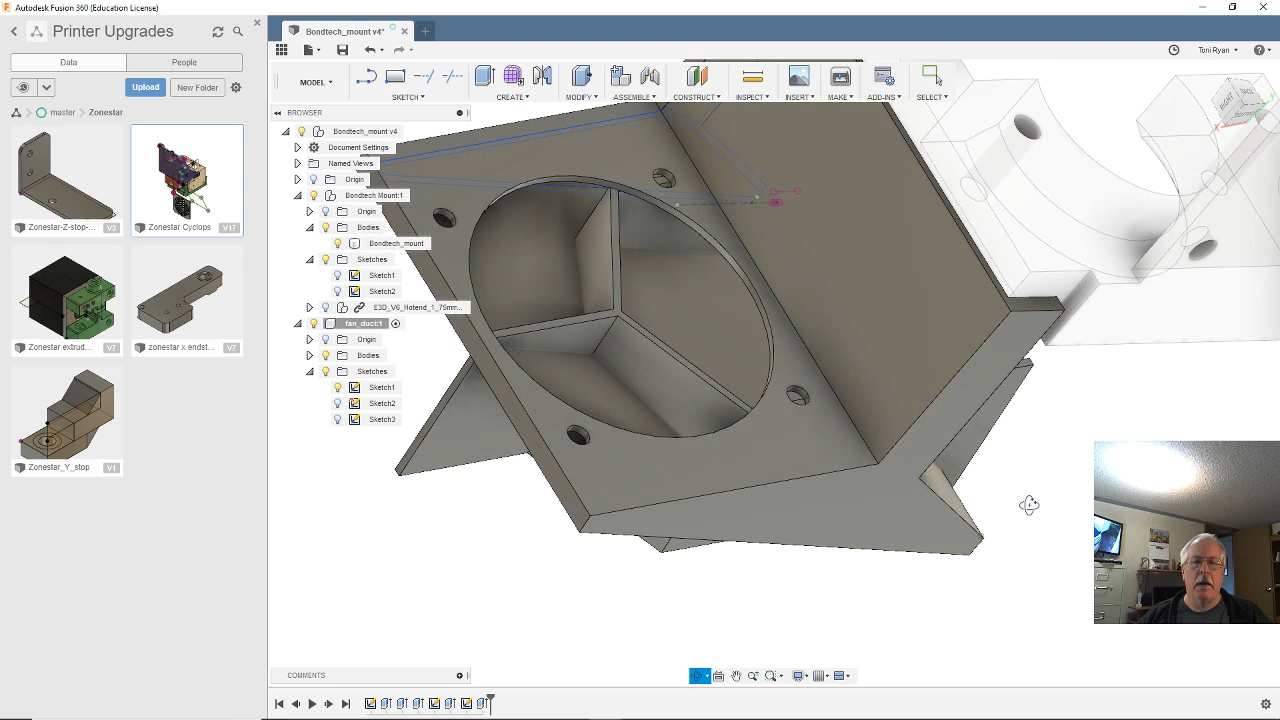 Autodesk Fusion 360 (Education License)
Printer Upgrades
Data
People
Upload
New Folder
master
Zonestar
Zonestar-Z-stop-...
V3
Zonestar Cyclops
V17
Zonestar extrud...
V7
zonestar x endst...
V7
Zonestar_Y_stop
V1
Bondtech_mount v4*
Toni Ryan
MODEL
SKETCH
CREATE
MODIFY
ASSEMBLE
CONSTRUCT
INSPECT
INSERT
MAKE
ADD-INS
SELECT
BROWSER
Bondtech_mount v4
Document Settings
Named Views
Origin
Bondtech Mount:1
Origin
Bodies
Bondtech_mount
Sketches
Sketch1
Sketch2
E3D_V6_Hotend_1_75mm...
fan_duct:1
Origin
Bodies
Sketches
Sketch1
Sketch2
Sketch3
COMMENTS